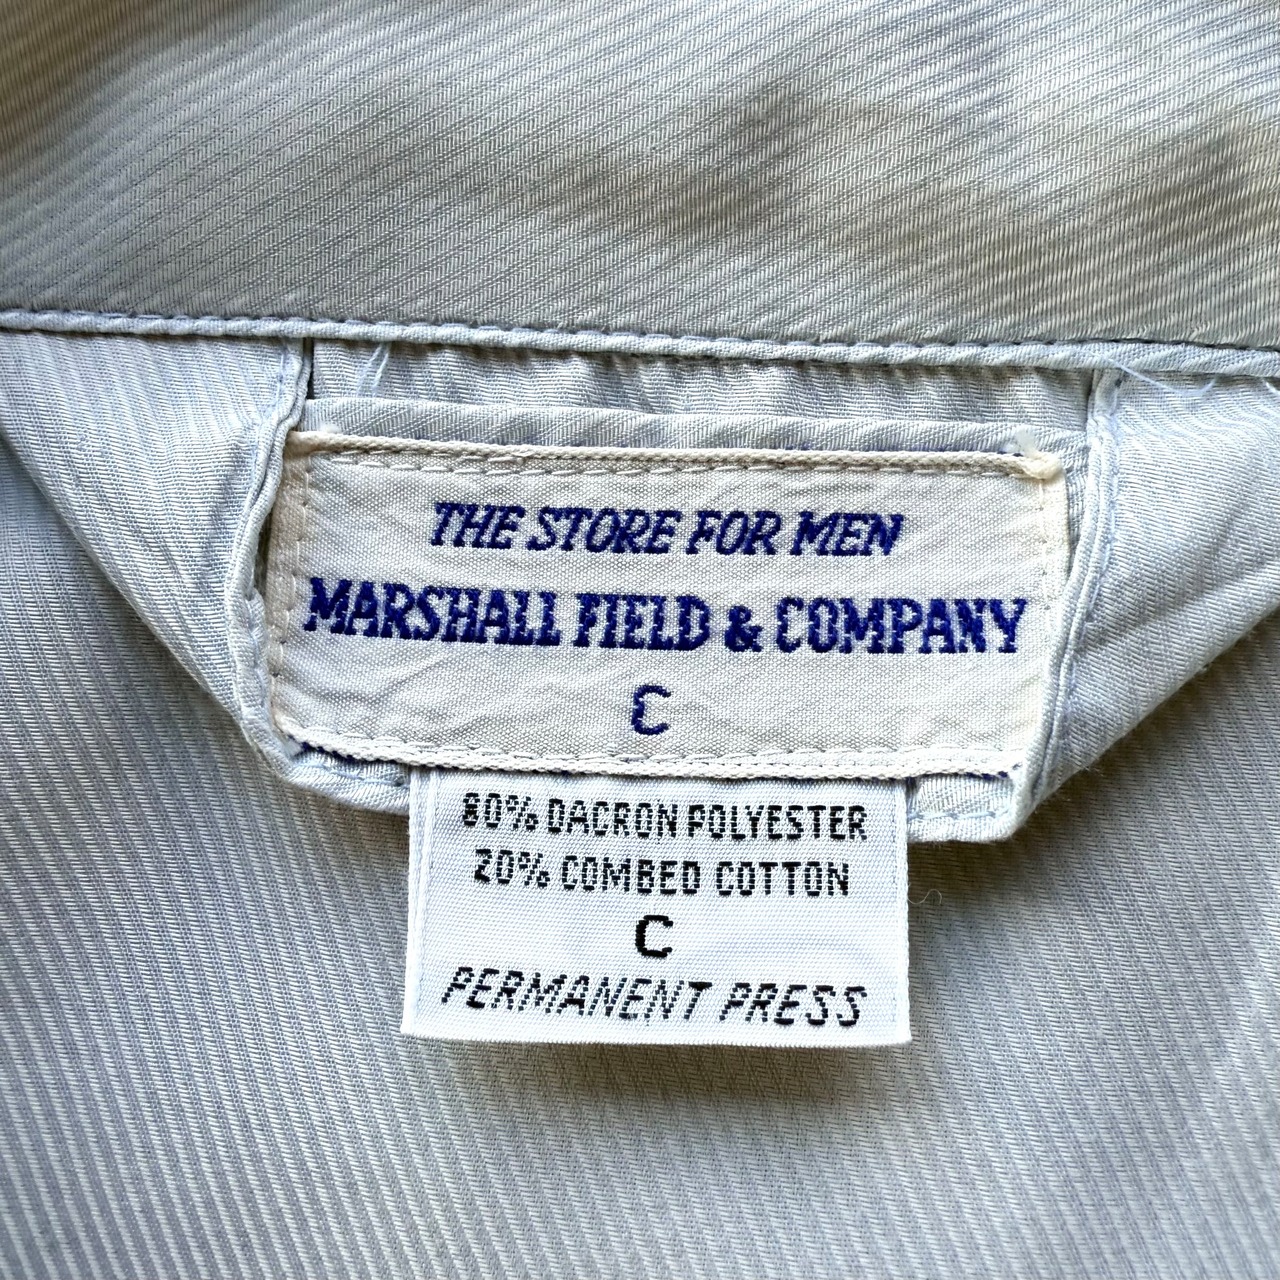 THE STORE FOR MEN
MARSHALL FIELD & COMPANY
C
80% DACRON POLYESTER
20% COMBED COTTON
C
PERMANENT PRESS